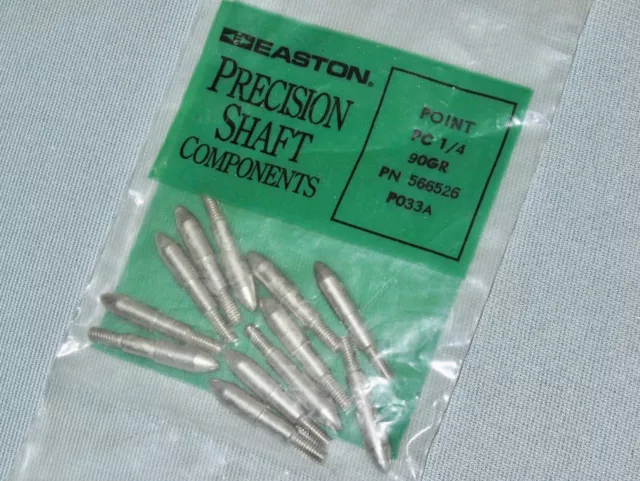 EASTON®
PRECISION
SHAFT
COMPONENTS
POINT
PC 1/4
90GR
PN 566526
P033A